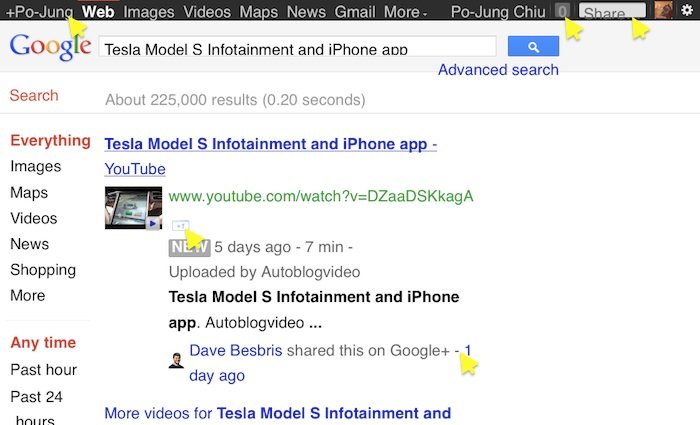 +Po-Jung Web Images Videos Maps News Gmail More Po-Jung Chiu 0 Share...
Google
Tesla Model S Infotainment and iPhone app
Advanced search
Search
About 225,000 results (0.20 seconds)
Everything
Images
Maps
Videos
News
Shopping
More
Any time
Past hour
Past 24
hours
Tesla Model S Infotainment and iPhone app -
YouTube
www.youtube.com/watch?v=DZaaDSKkagA
+1
NEW 5 days ago - 7 min -
Uploaded by Autoblogvideo
Tesla Model S Infotainment and iPhone
app. Autoblogvideo ...
Dave Besbris shared this on Google+ - 1
day ago
More videos for Tesla Model S Infotainment and